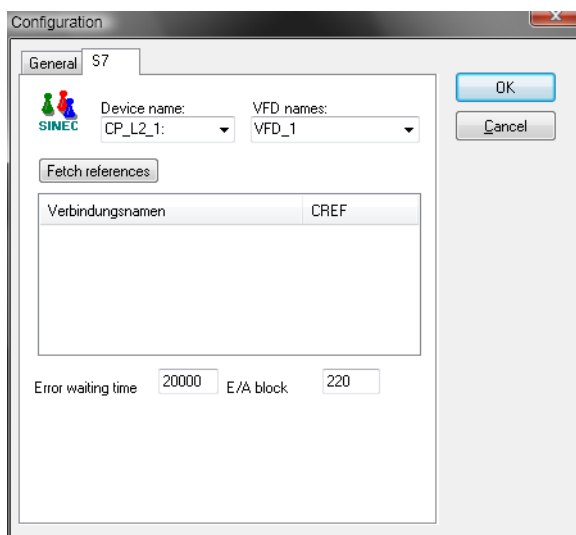 Configuration
General S7
SINEC
Device name: VFD names:
CP_L2_1: VFD_1
Fetch references
Verbindungsnamen CREF
Error waiting time 20000 E/A block 220
OK
Cancel